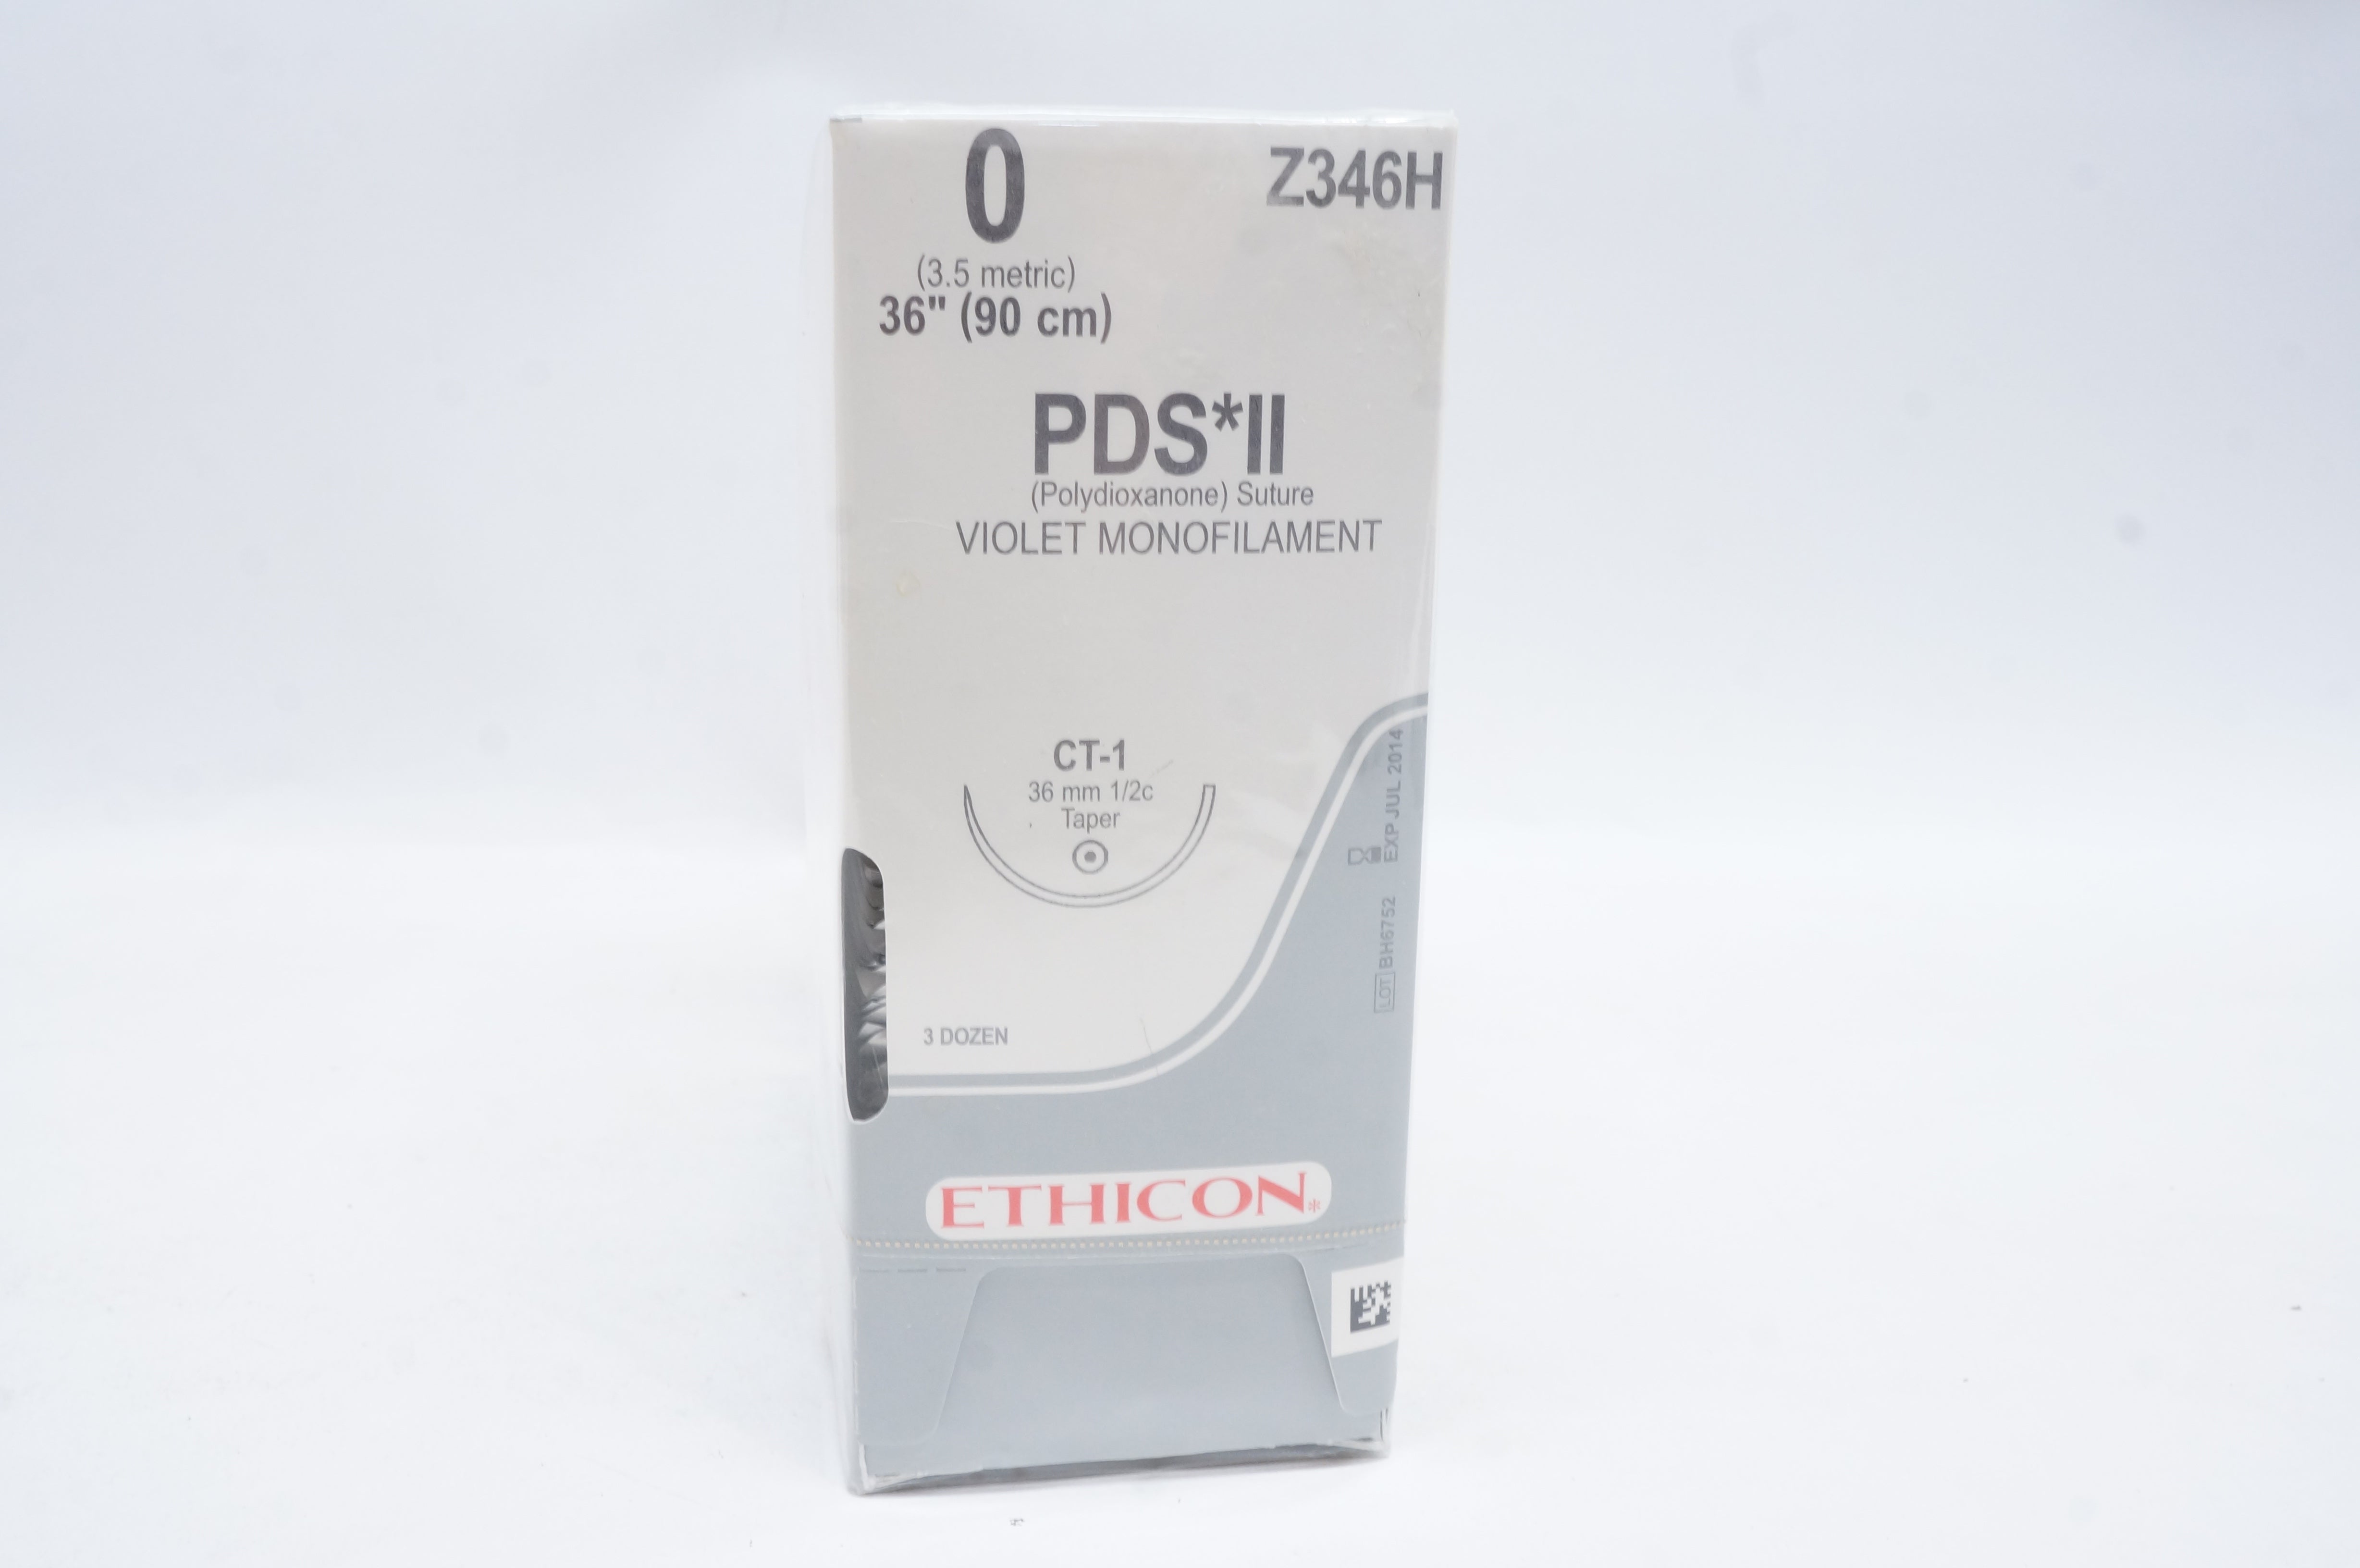 0
Z346H
(3.5 metric)
36" (90 cm)
PDS*II
(Polydioxanone) Suture
VIOLET MONOFILAMENT
CT-1
36 mm 1/2c
Taper
EXP JUL 2014
LOT BH6752
3 DOZEN
ETHICON*